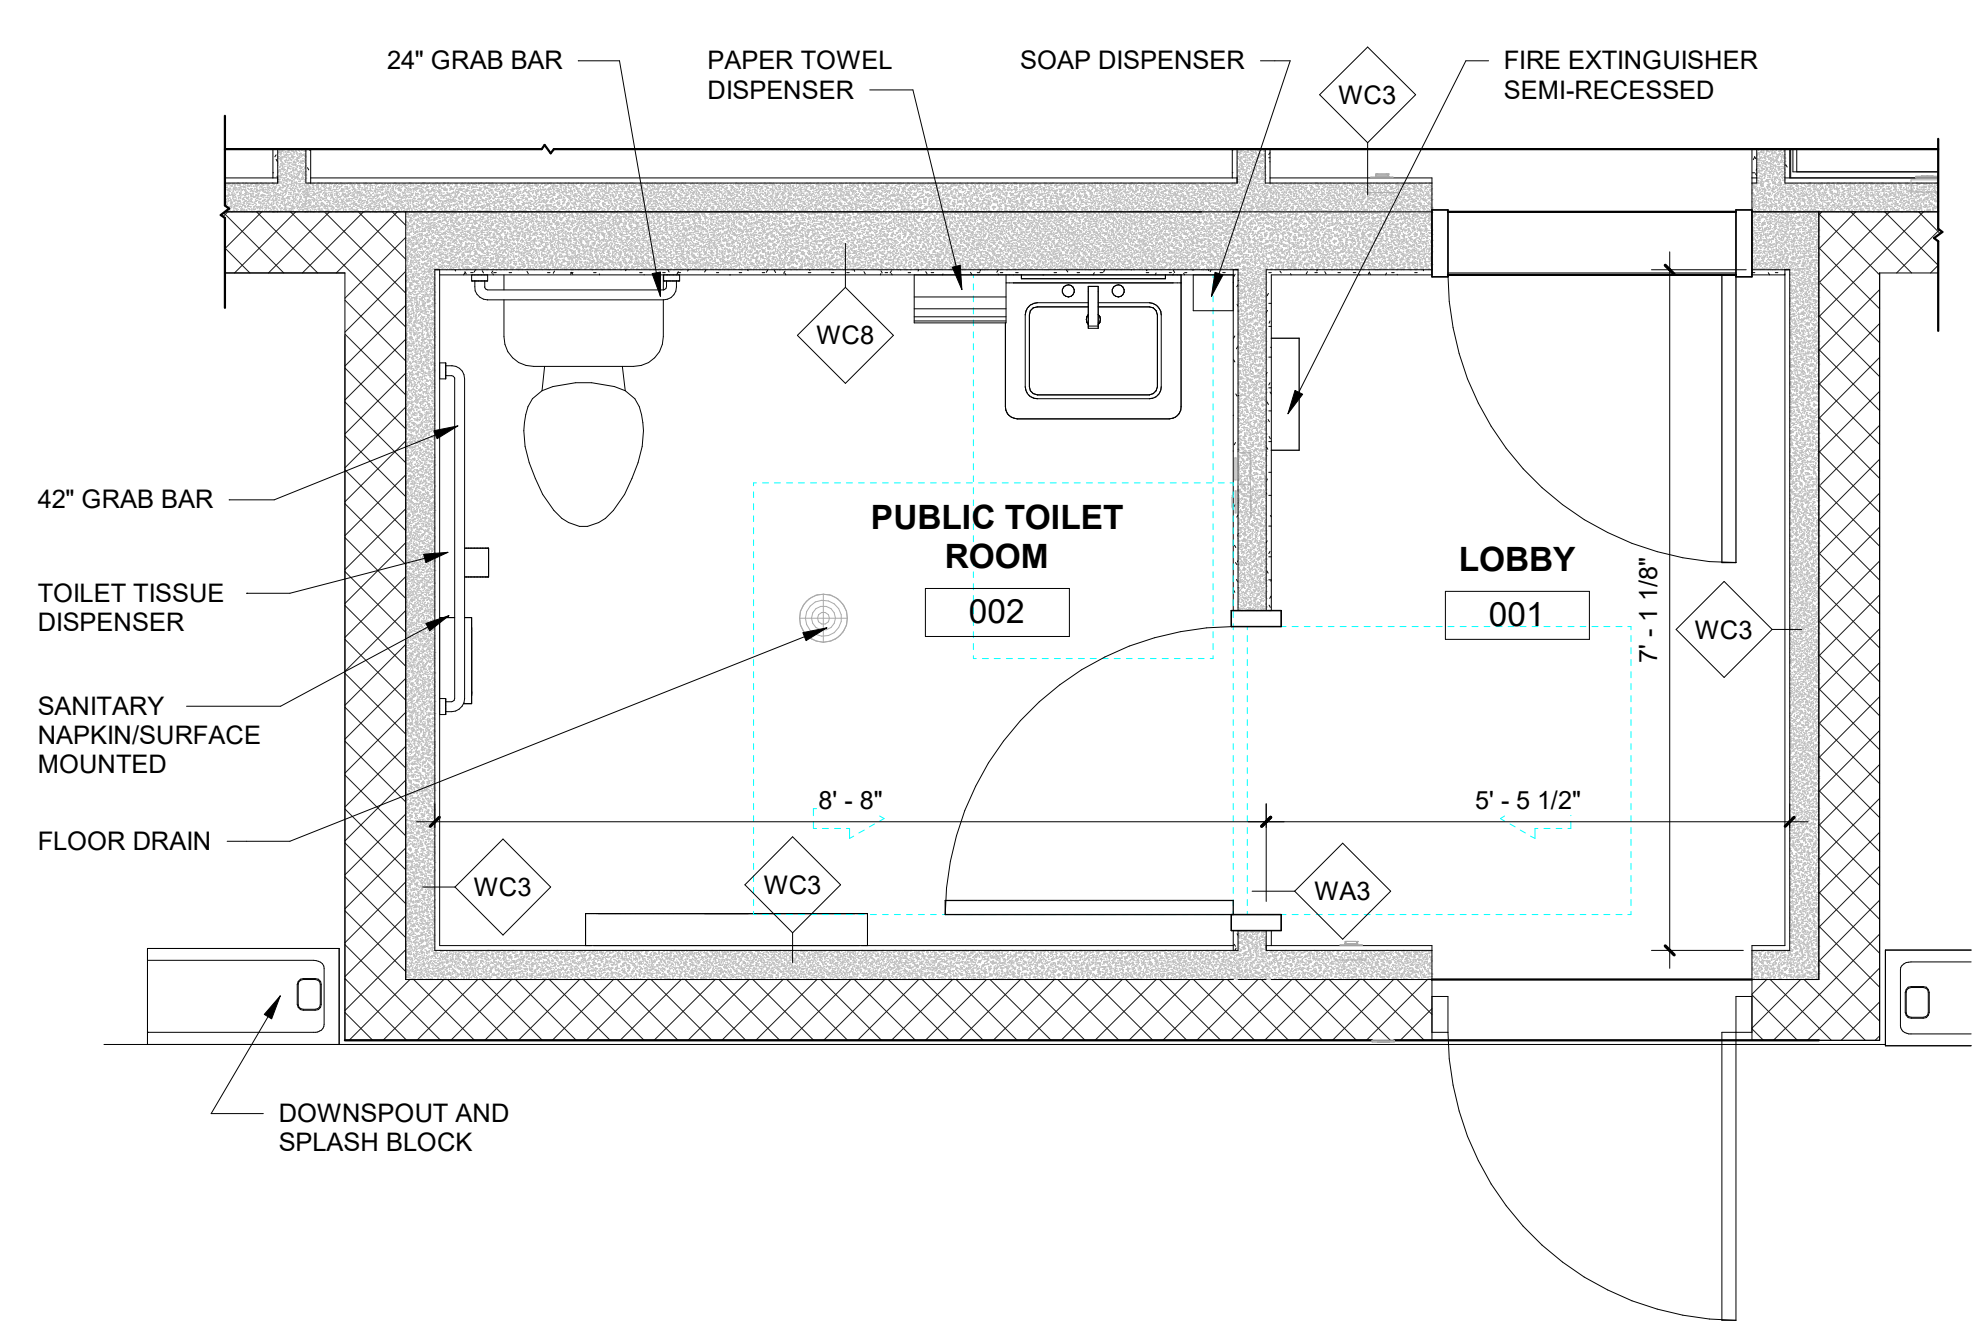 24" GRAB BAR
PAPER TOWEL
DISPENSER
SOAP DISPENSER
WC3
FIRE EXTINGUISHER
SEMI-RECESSED
WC8
42" GRAB BAR
PUBLIC TOILET
ROOM
002
LOBBY
001
7' - 1 1/8"
WC3
TOILET TISSUE
DISPENSER
SANITARY
NAPKIN/SURFACE
MOUNTED
8' - 8"
5' - 5 1/2"
FLOOR DRAIN
WC3
WC3
WA3
DOWNSPOUT AND
SPLASH BLOCK